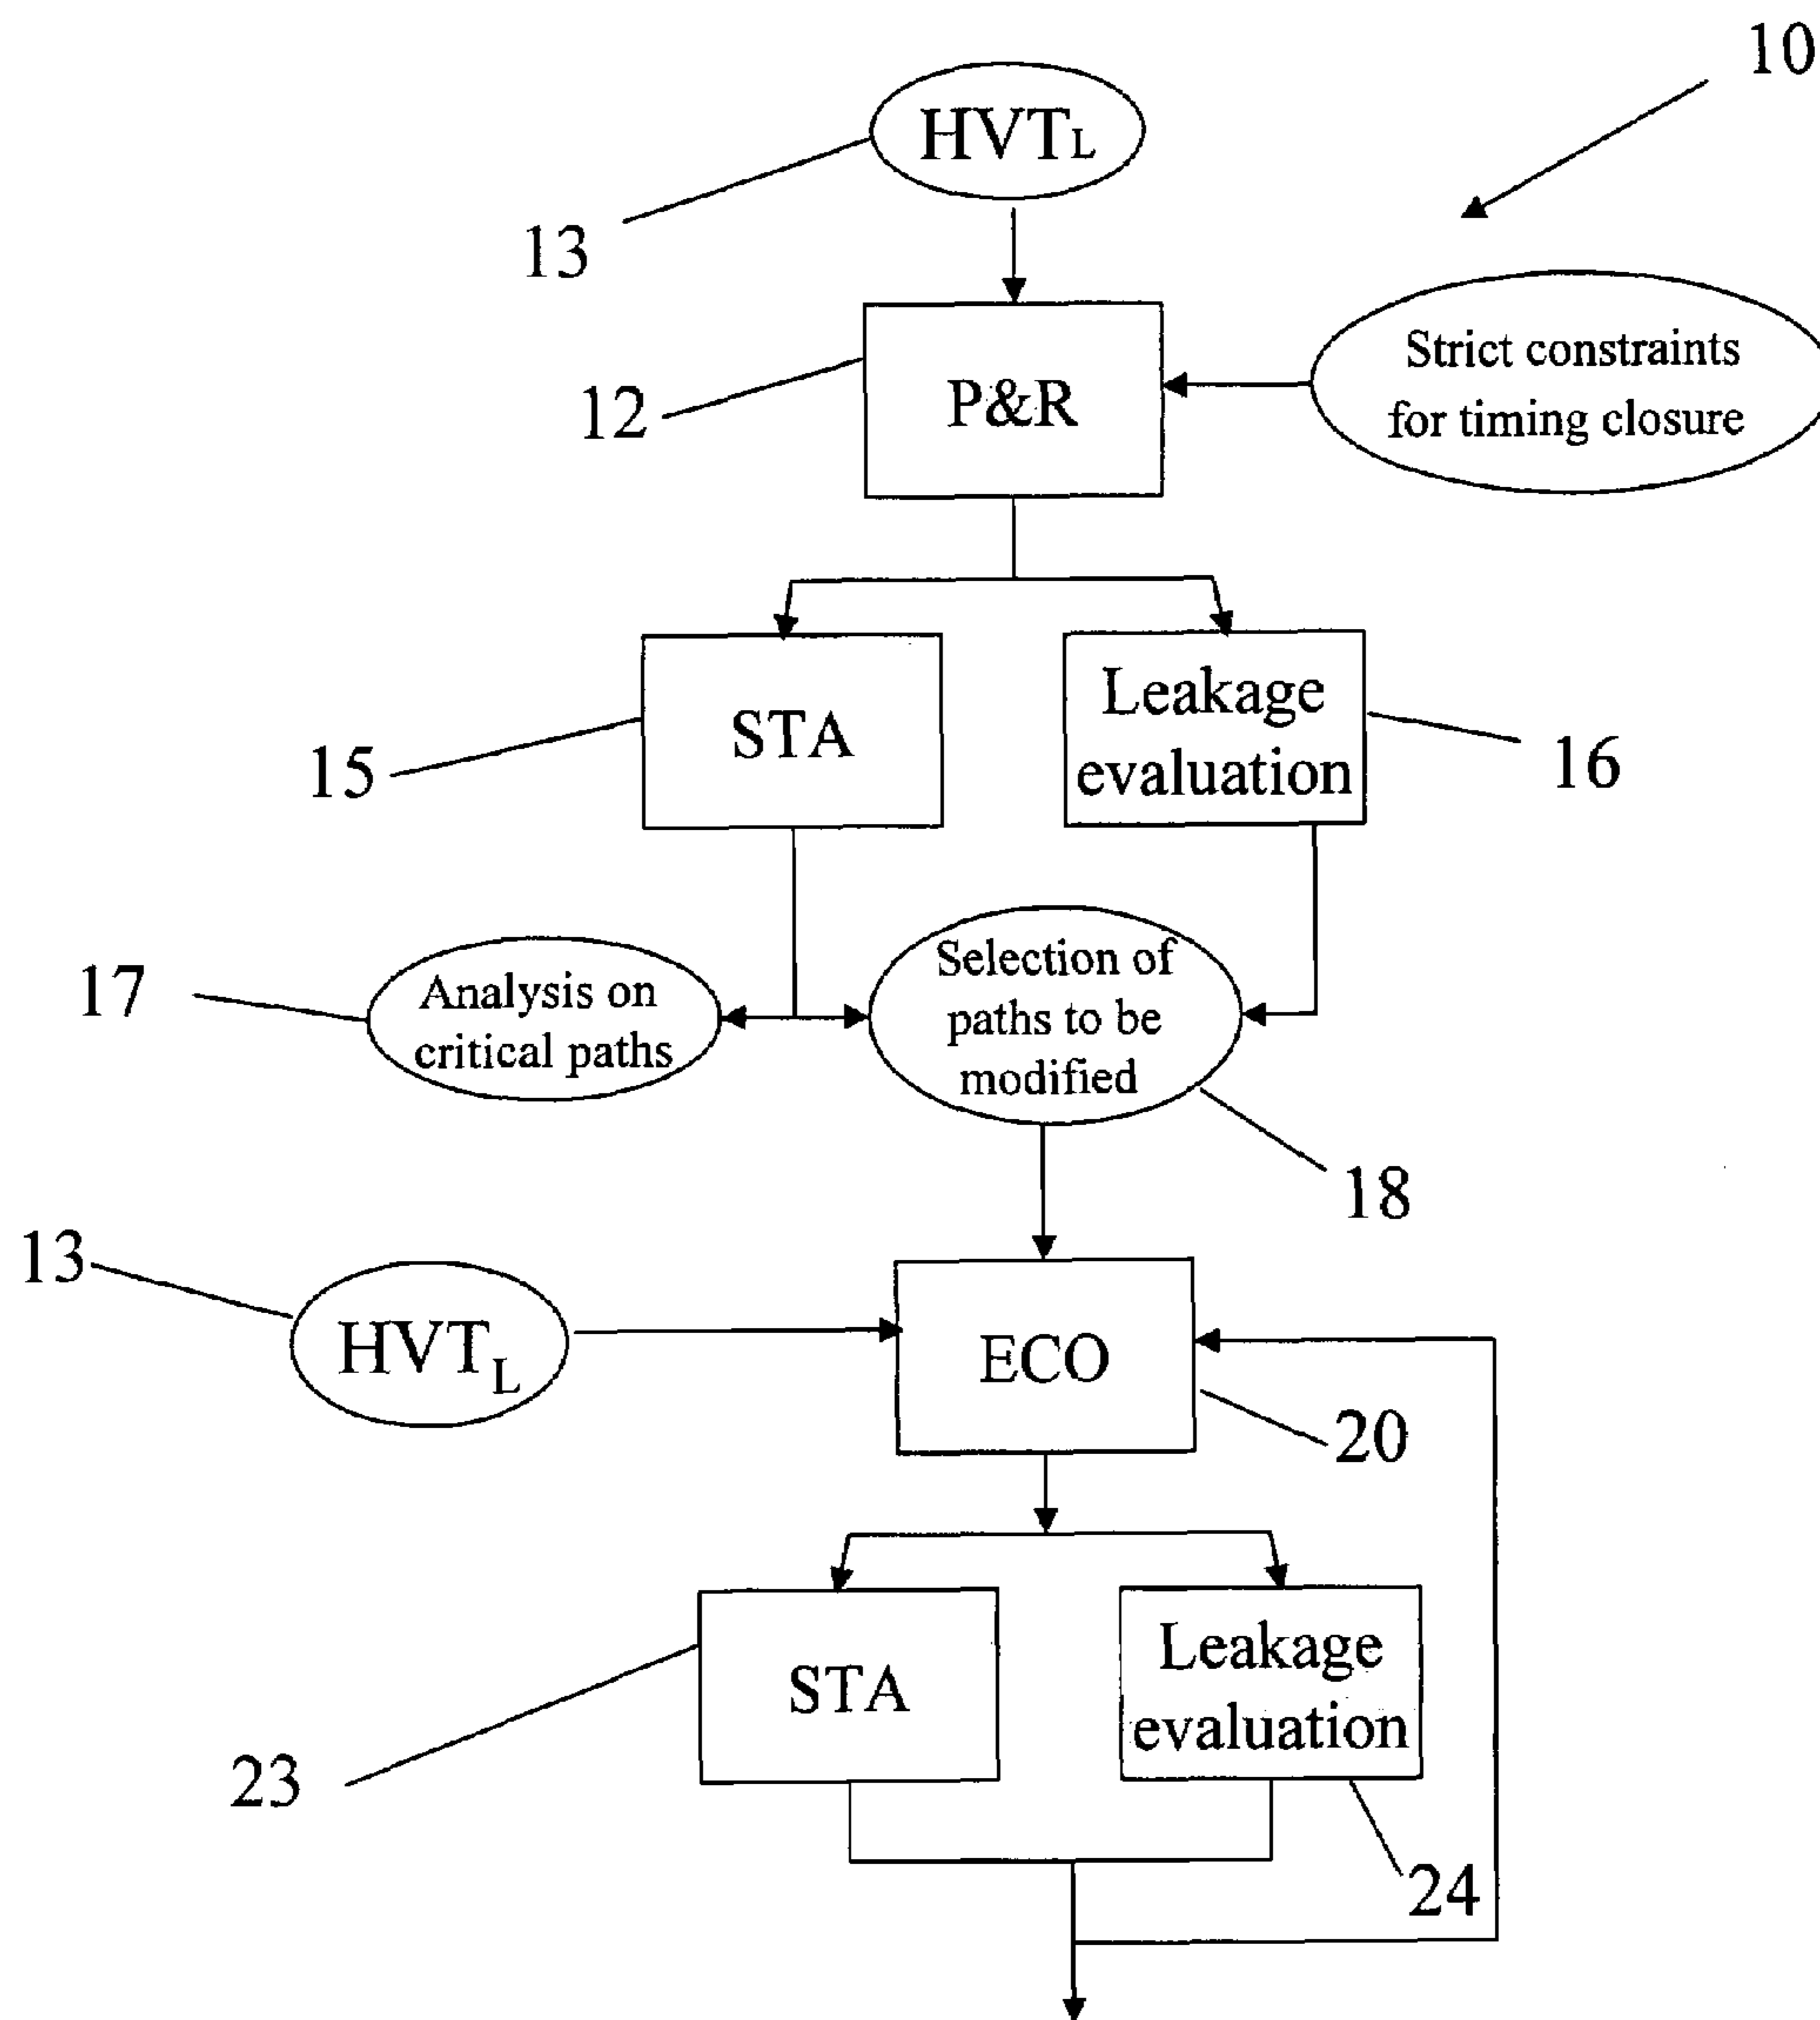 10
HVTL
13
Strict constraints
for timing closure
12
P&R
STA
Leakage
evaluation
15
16
17
Analysis on
critical paths
Selection of
paths to be
modified
18
13
HVTL
ECO
20
STA
Leakage
evaluation
23
24